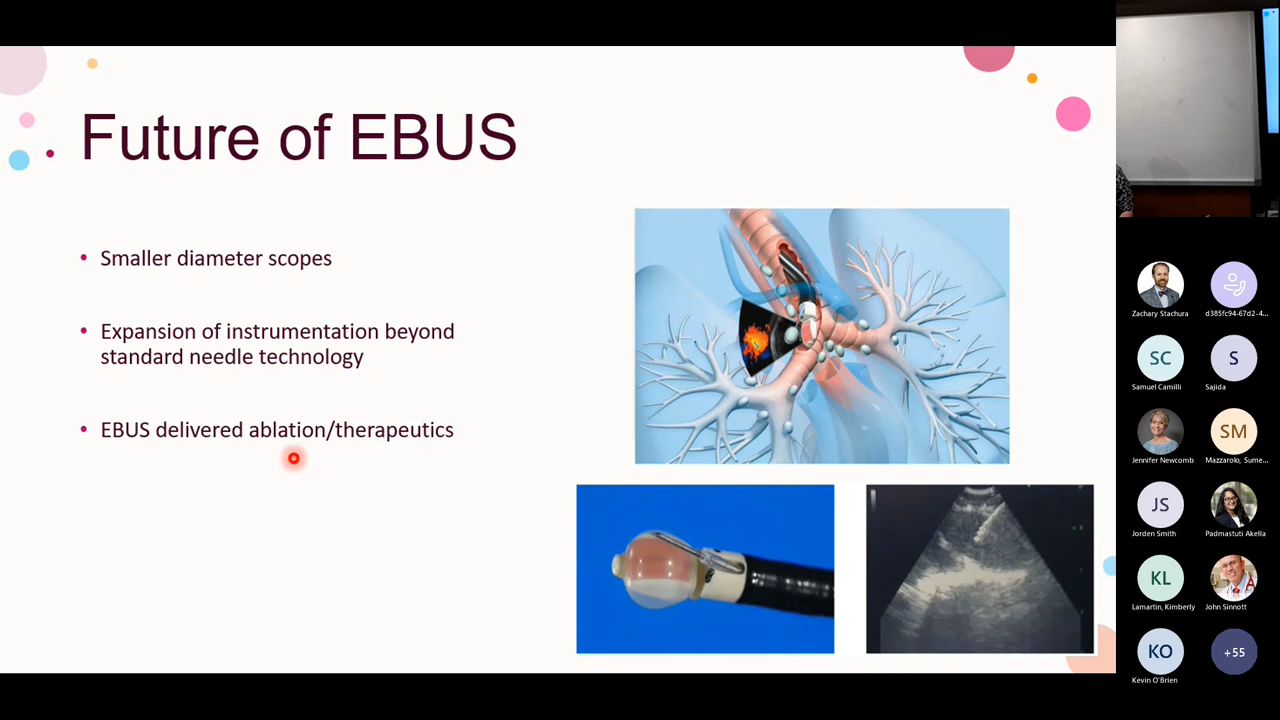 Future of EBUS
• Smaller diameter scopes
• Expansion of instrumentation beyond
standard needle technology
• EBUS delivered ablation/therapeutics
Zachary Stachura
d385fc94-67d2-4...
SC
Samuel Camilli
S
Sajida
Jennifer Newcomb
SM
Mazzarolo, Sume...
JS
Jorden Smith
Padmastuti Akella
KL
Lamartin, Kimberly
A
John Sinnott
KO
Kevin O'Brien
+55